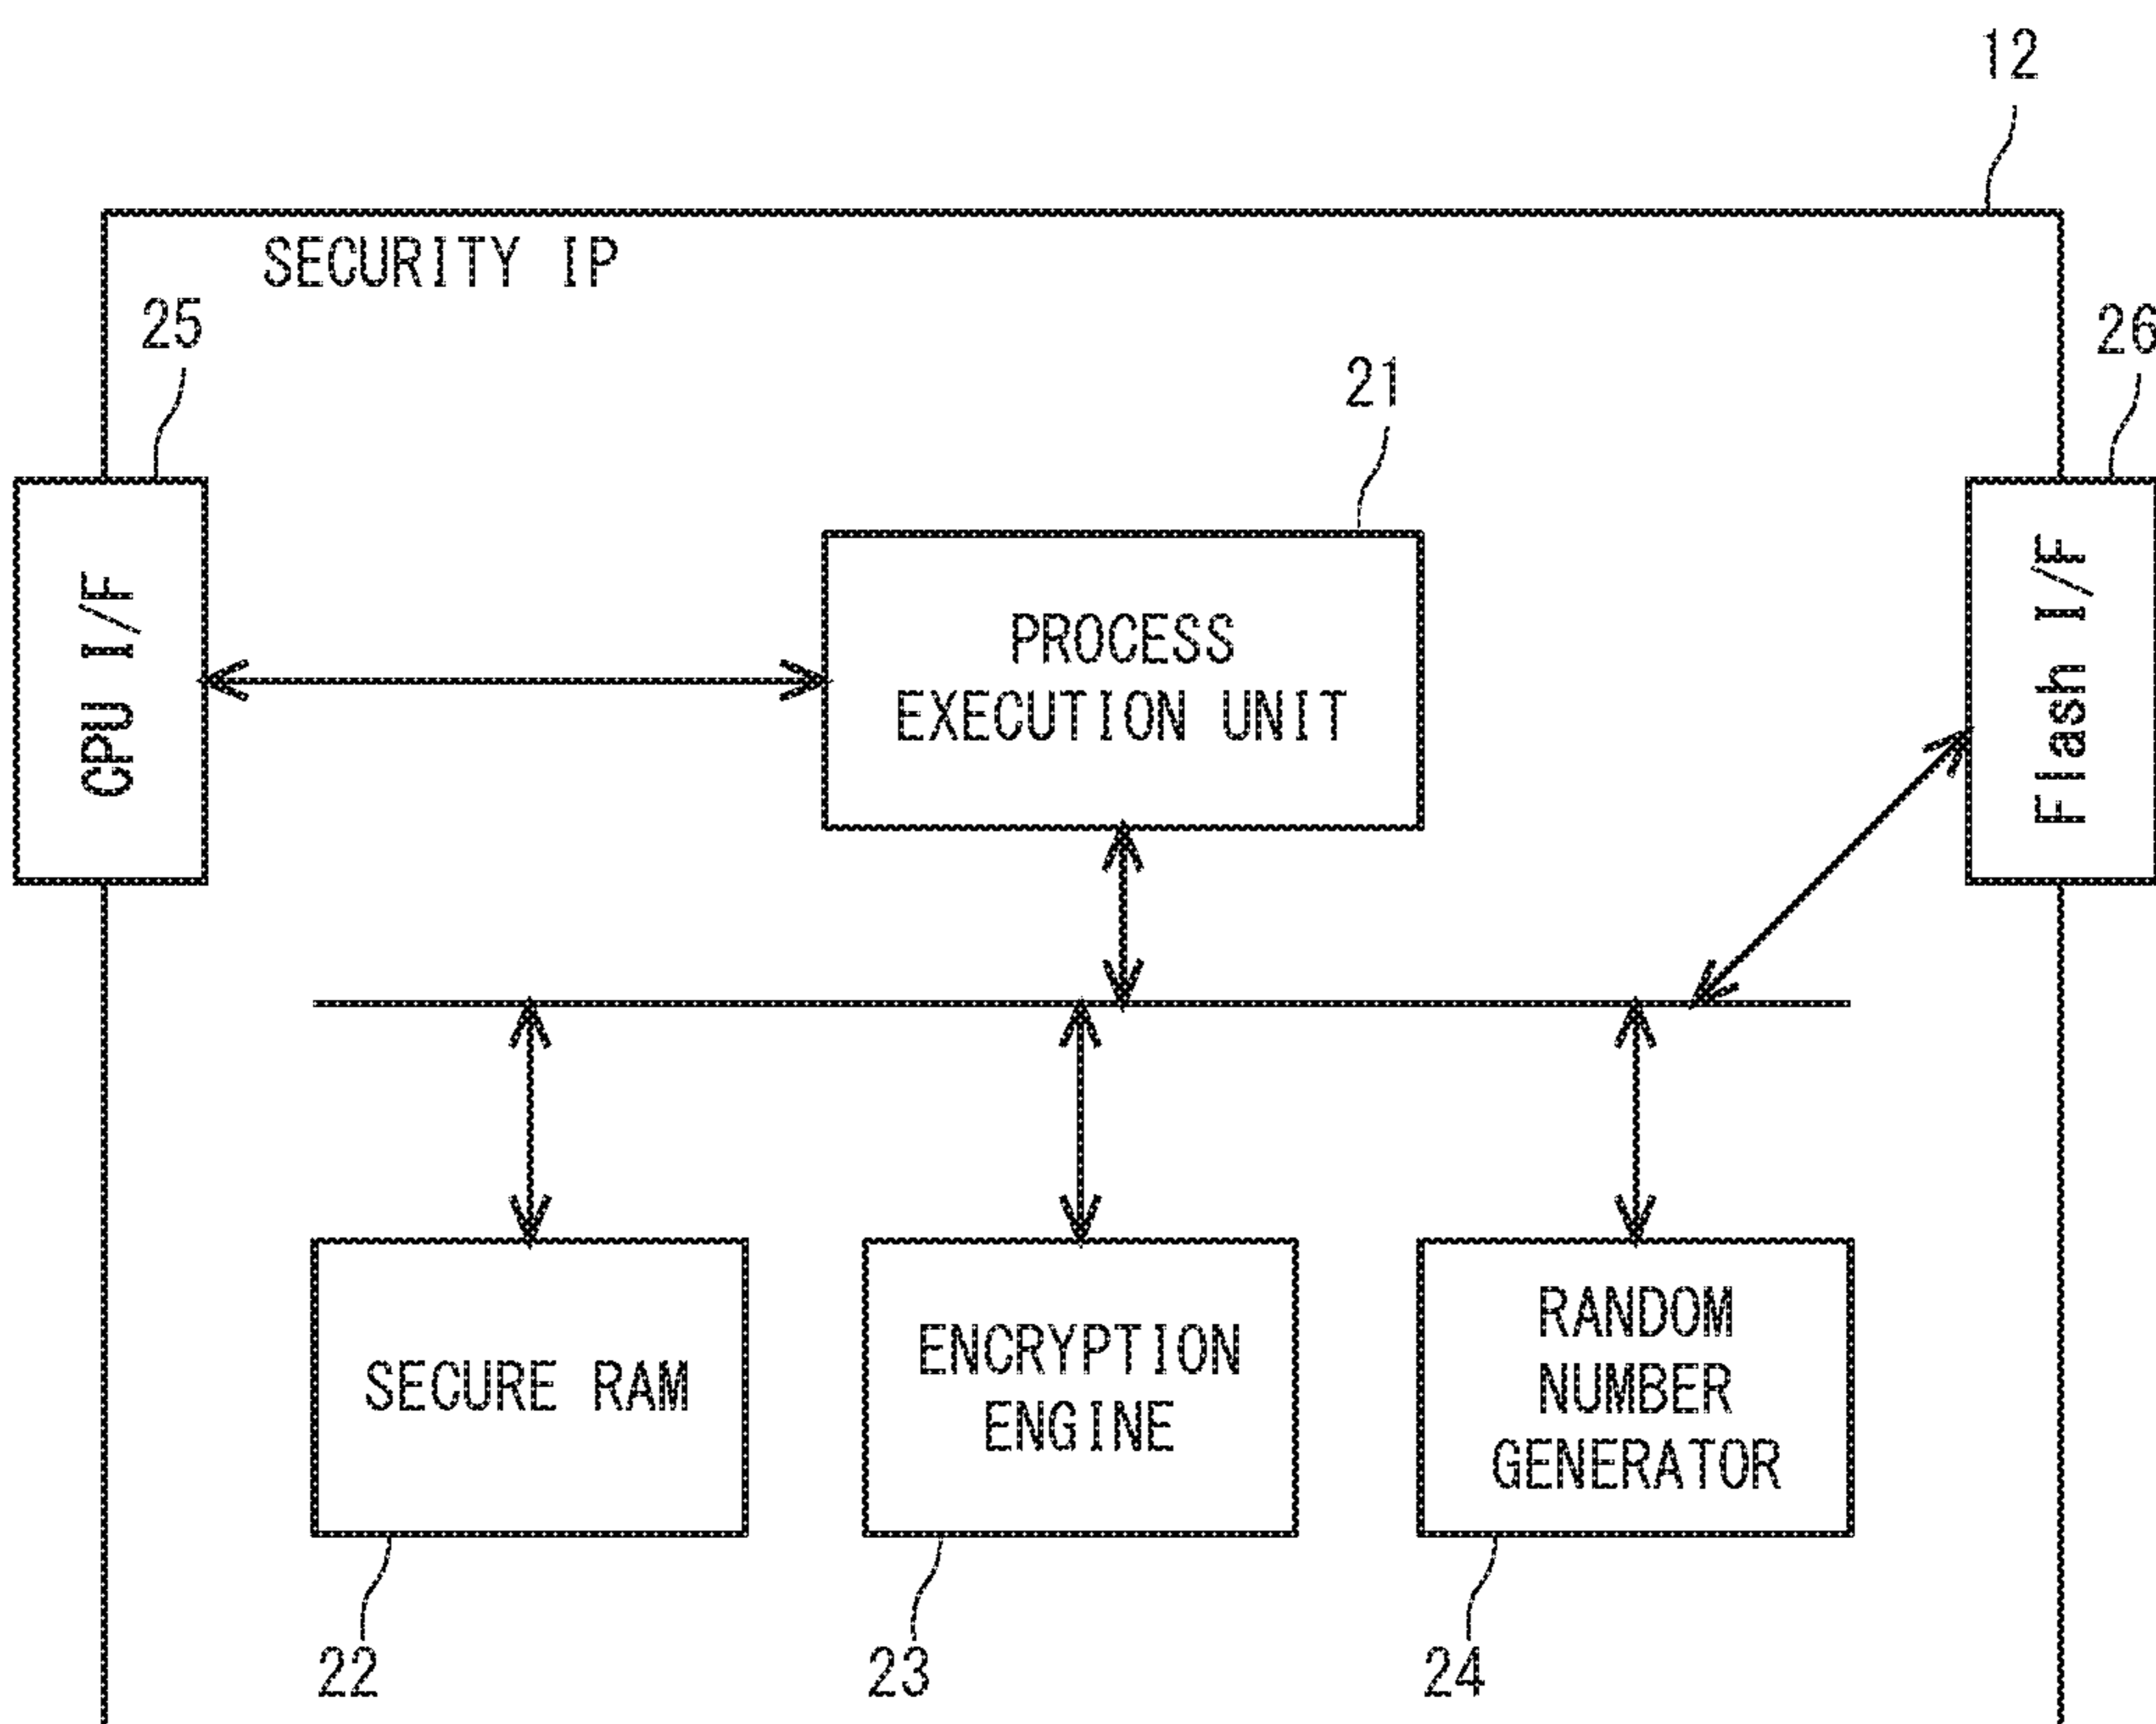 12
SECURITY IP
25
26
21
CPU I/F
PROCESS
EXECUTION UNIT
Flash I/F
SECURE RAM
ENCRYPTION
ENGINE
RANDOM
NUMBER
GENERATOR
22
23
24